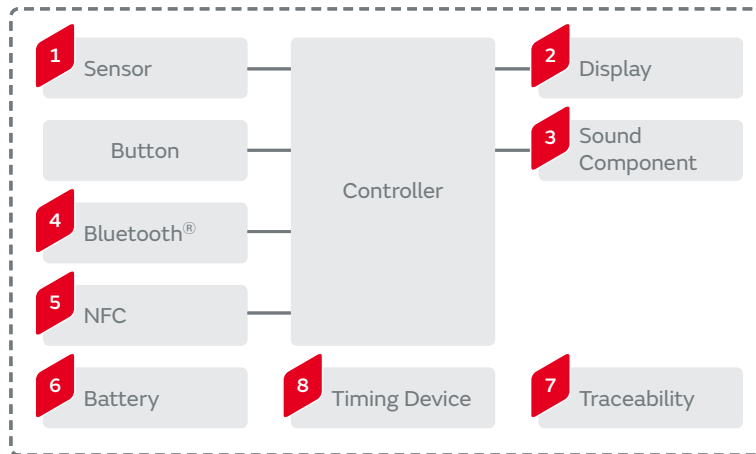 1
Sensor
2
Display
Button
3
Sound
Component
Controller
4
Bluetooth®
5
NFC
6
Battery
8
Timing Device
7
Traceability